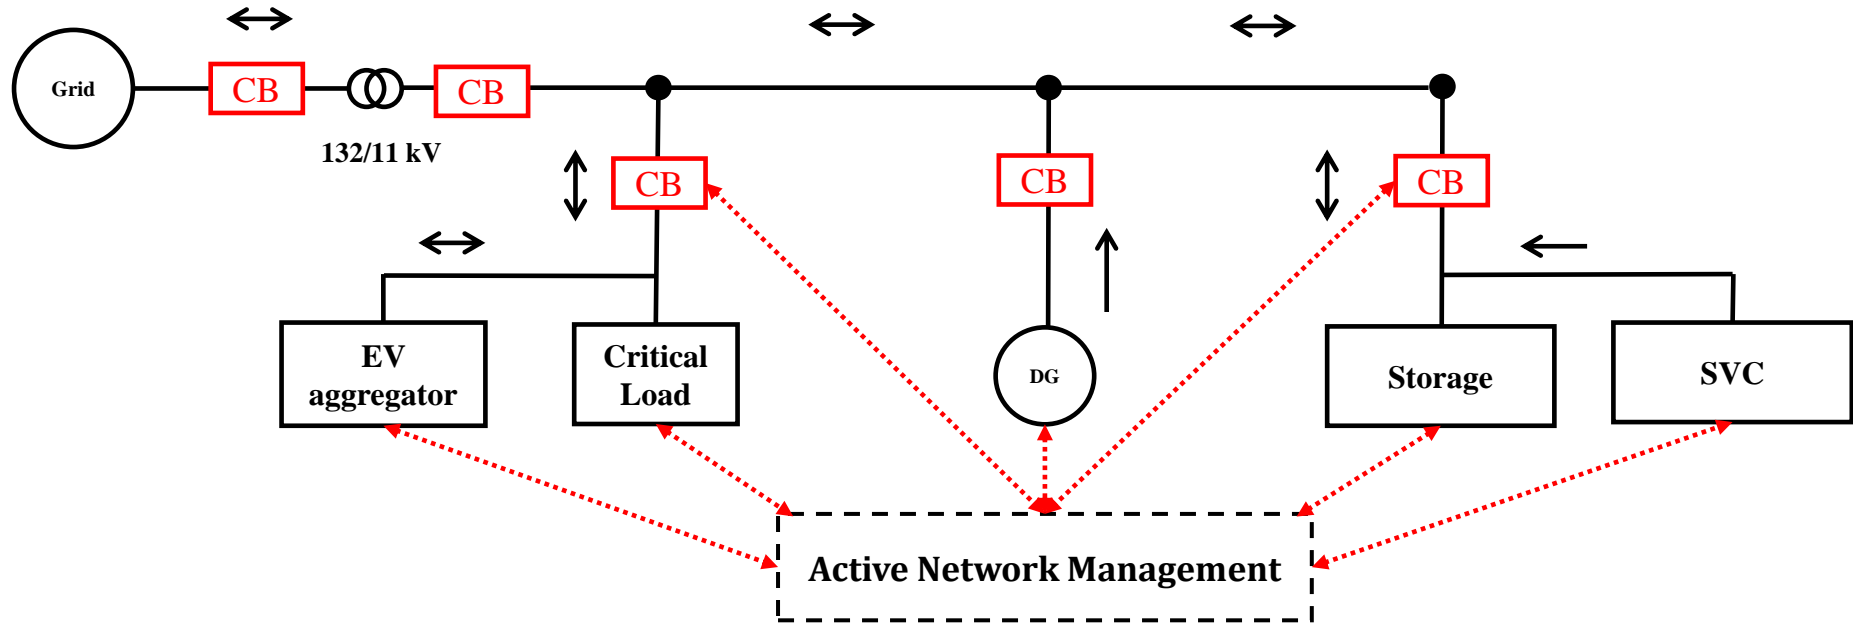 Grid
CB
CB
132/11 kV
CB
CB
CB
EV
aggregator
Critical
Load
DG
Storage
SVC
Active Network Management